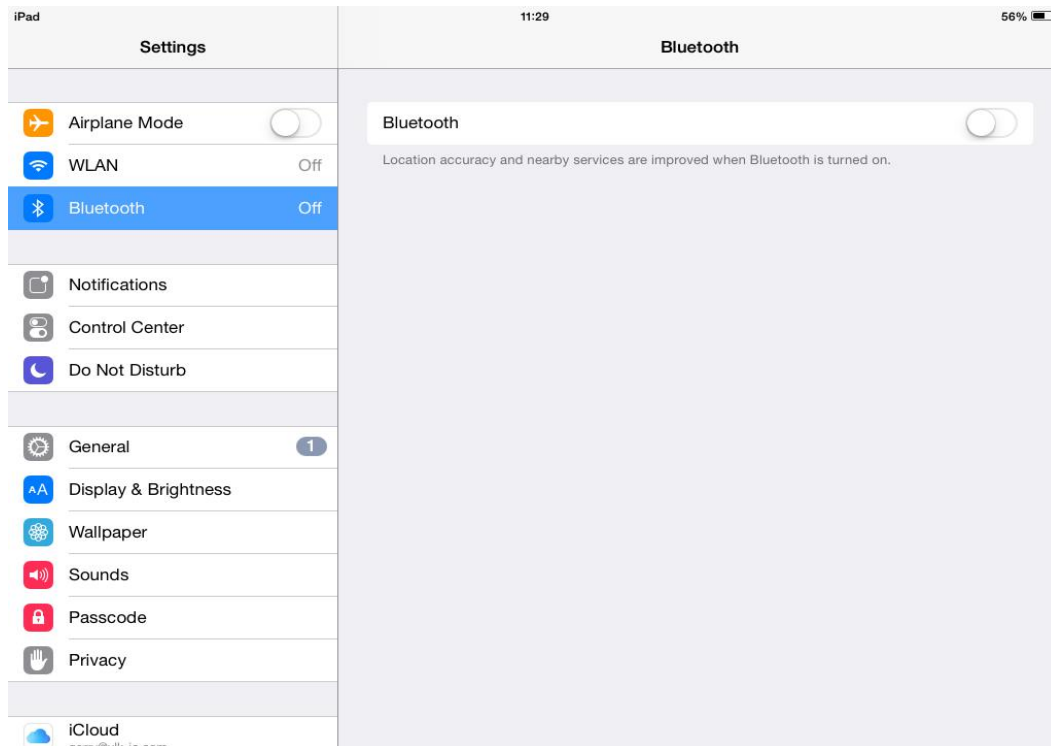 iPad
11:29
56%
Settings
Bluetooth
Airplane Mode
WLAN
Off
Bluetooth
Off
Bluetooth
Location accuracy and nearby services are improved when Bluetooth is turned on.
Notifications
Control Center
Do Not Disturb
General
1
AA Display & Brightness
Wallpaper
Sounds
Passcode
Privacy
iCloud